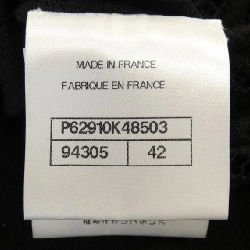 MADE IN FRANCE
FABRIQUE EN FRANCE
P62910K48503
94305 42